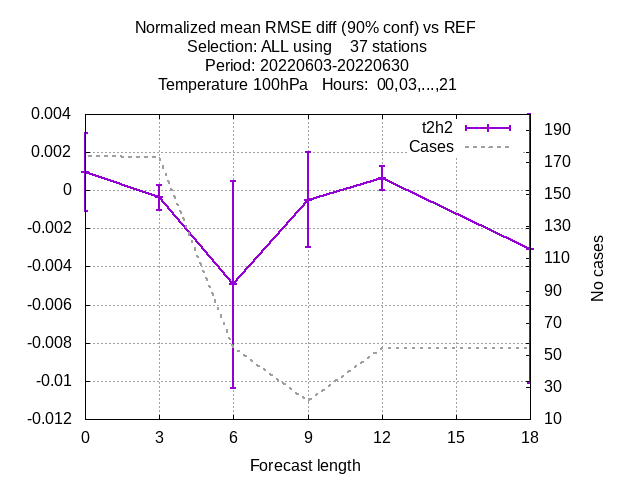 Normalized mean RMSE diff (90% conf) vs REF
Selection: ALL using    37 stations
Period: 20220603-20220630
Temperature 100hPa   Hours:  00,03,...,21
t2h2
Cases
0.004
0.002
0
-0.002
-0.004
-0.006
-0.008
-0.01
-0.012
190
170
150
130
110
90
70
50
30
10
No cases
0 3 6 9 12 15 18
Forecast length